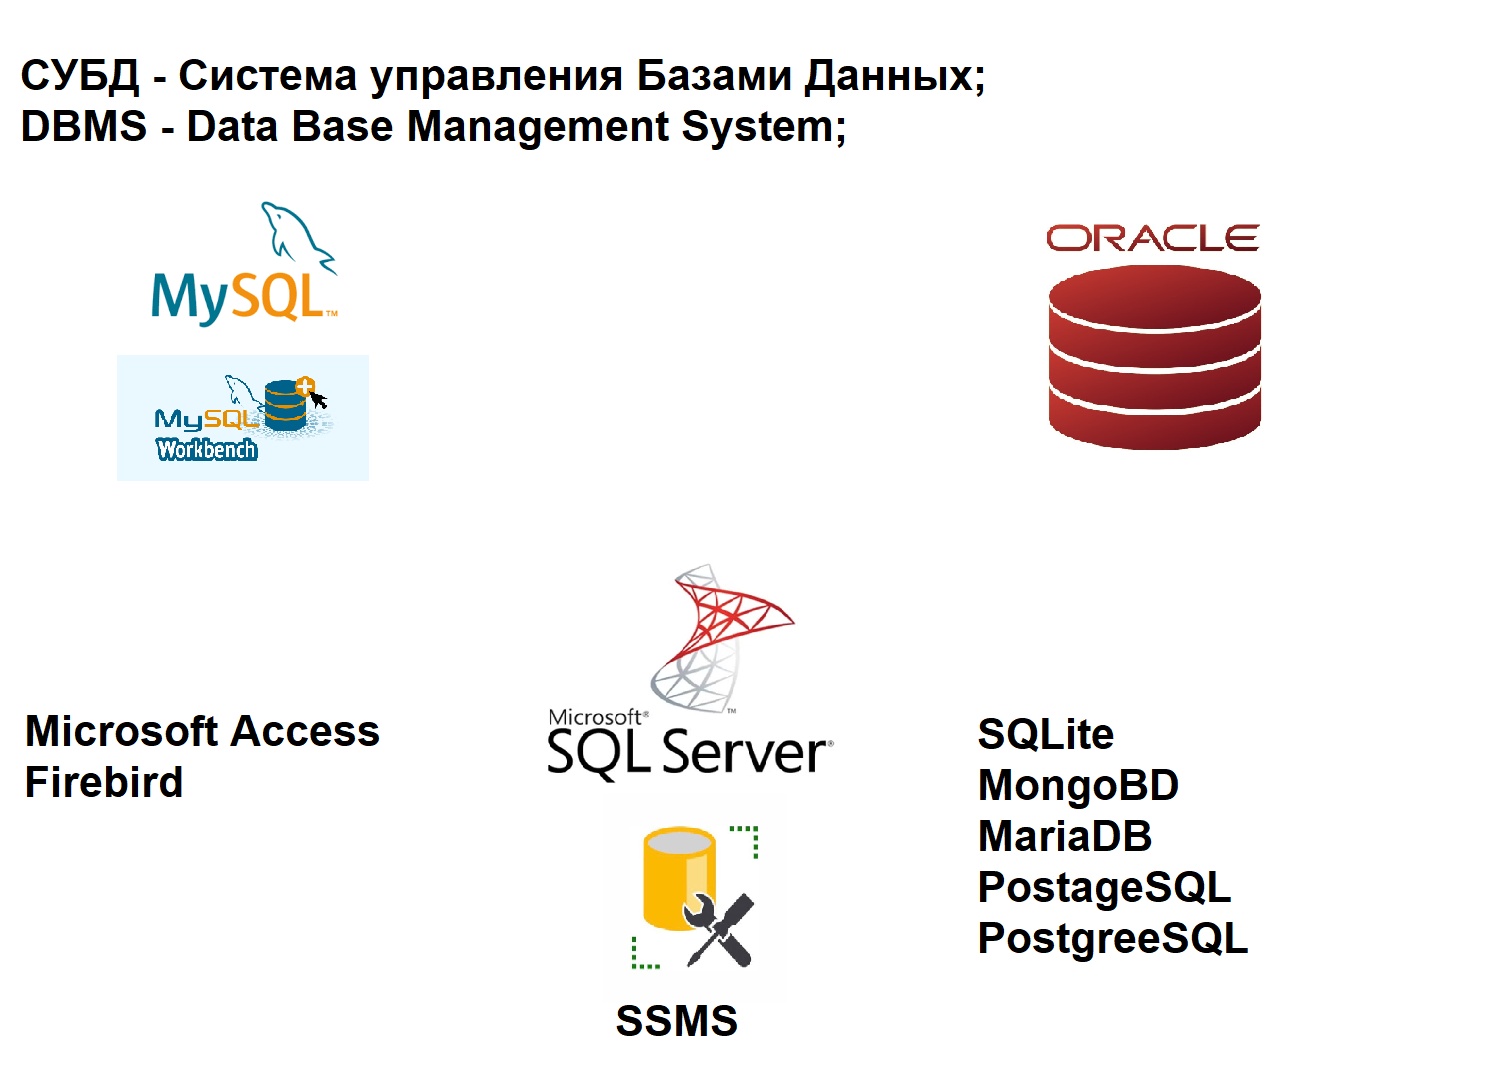 СУБД - Система управления Базами Данных;
DBMS - Data Base Management System;
MySQL™
ORACLE
MySQL
Workbench
Microsoft®
SQL Server®
Microsoft Access
Firebird
SQLite
MongoBD
MariaDB
PostageSQL
PostgreeSQL
SSMS